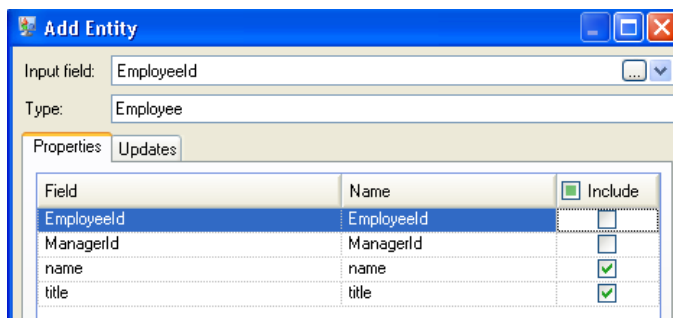 Add Entity
Input field: EmployeeId ...
Type: Employee
Properties Updates
Field Name Include
EmployeeId EmployeeId
ManagerId ManagerId
name name
title title